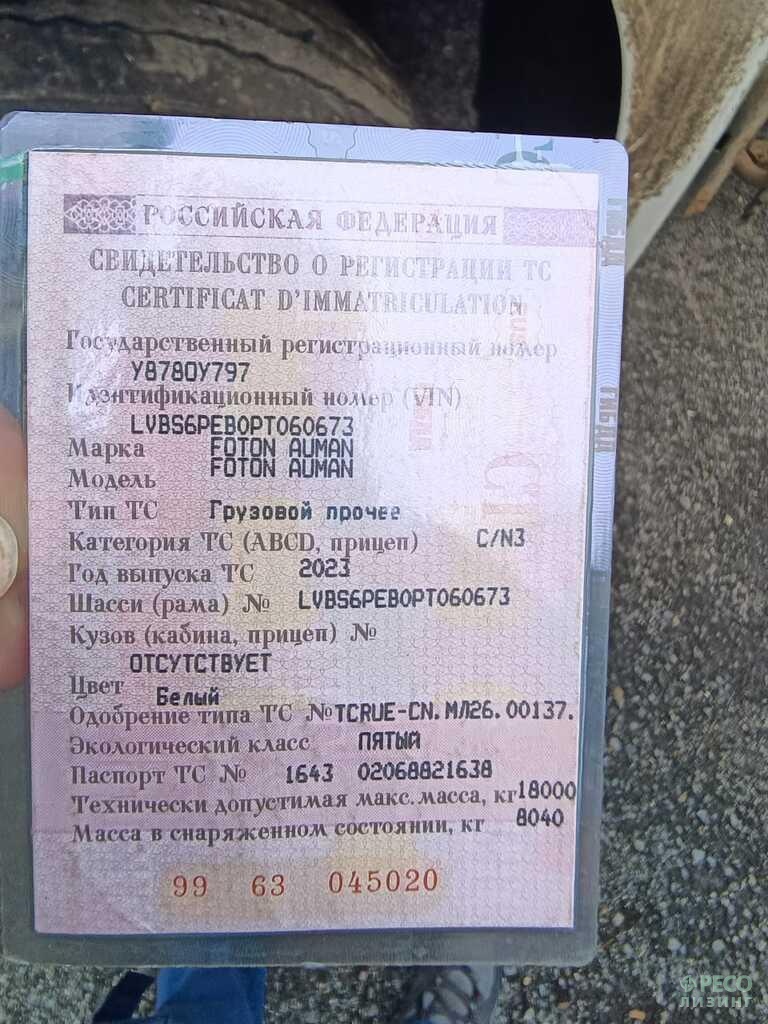 РОССИЙСКАЯ ФЕДЕРАЦИЯ
СВИДЕТЕЛЬСТВО О РЕГИСТРАЦИИ ТС
CERTIFICAT D'IMMATRICULATION
Государственный регистрационный номер
У878ОУ797
Идентификационный номер (VIN)
LVBS6PEB0PT060673
Марка FOTON AUMAN
Модель FOTON AUMAN
Тип ТС Грузовой прочее
Категория ТС (ABCD, прицеп) C/N3
Год выпуска ТС 2023
Шасси (рама) № LVBS6PEB0PT060673
Кузов (кабина, прицеп) №
ОТСУТСТВУЕТ
Цвет Белый
Одобрение типа ТС № ТСRUE-CN.МЛ26.00137.
Экологический класс ПЯТЫЙ
Паспорт ТС № 1643 02068821638
Технически допустимая макс. масса, кг 18000
Масса в снаряженном состоянии, кг 8040
99 63 045020
РЕСО
ЛИЗИНГ